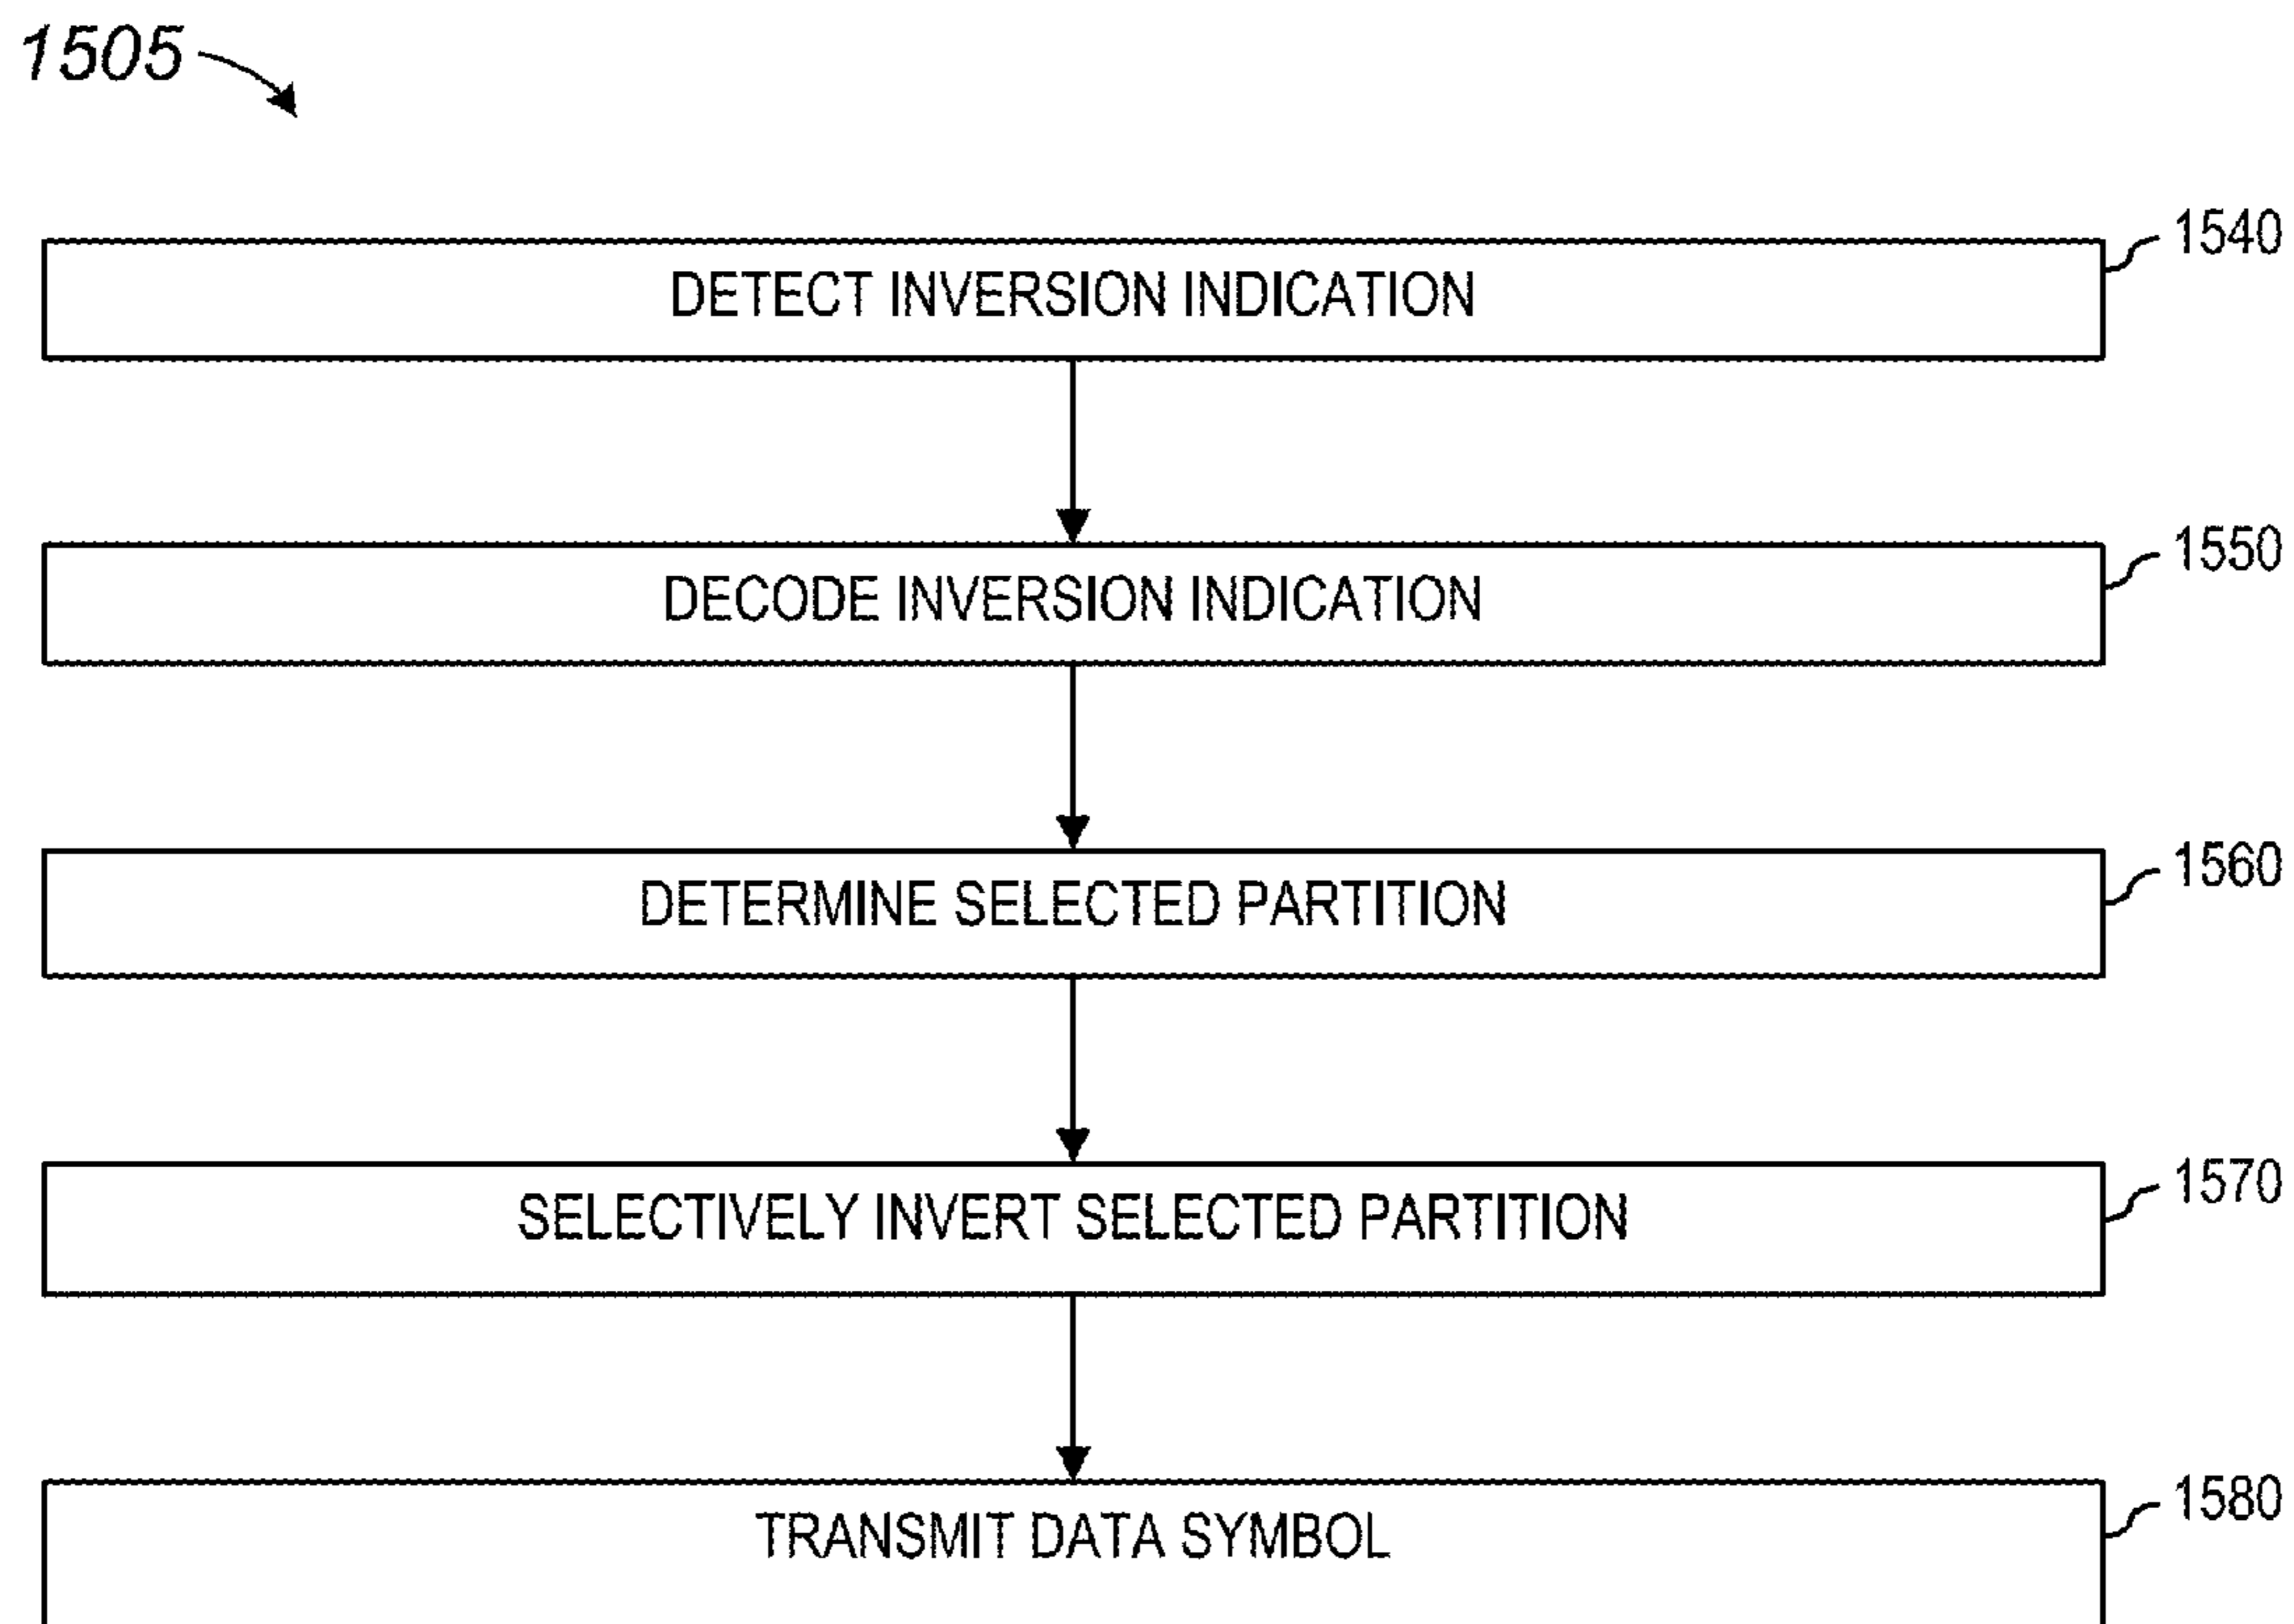 1505
1540
DETECT INVERSION INDICATION
1550
DECODE INVERSION INDICATION
1560
DETERMINE SELECTED PARTITION
1570
SELECTIVELY INVERT SELECTED PARTITION
1580
TRANSMIT DATA SYMBOL